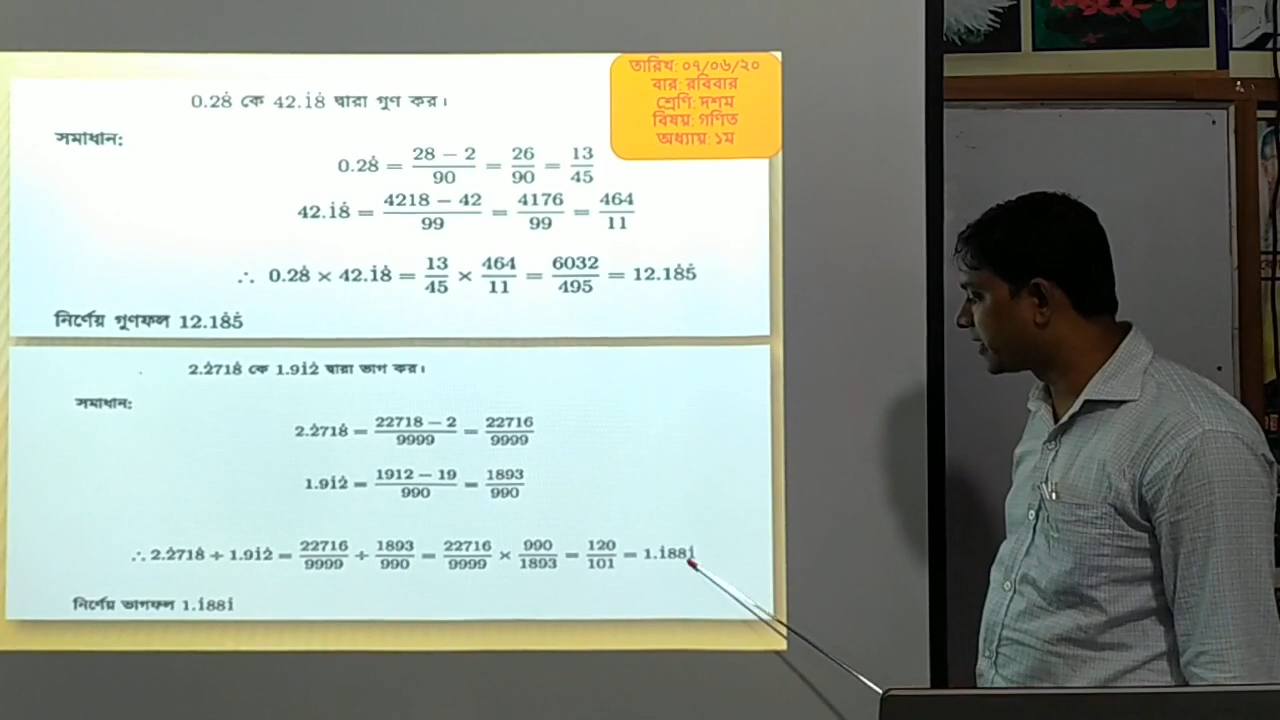 তারিখ: ০৭/০৬/২০
বার: রবিবার
শ্রেণি: দশম
বিষয়: গণিত
অধ্যায়: ১ম
0.28̇ কে 42.1̇8̇ দ্বারা গুণ কর।
সমাধান:
0.28̇ = (28 − 2)/90 = 26/90 = 13/45
42.1̇8̇ = (4218 − 42)/99 = 4176/99 = 464/11
∴ 0.28̇ × 42.1̇8̇ = 13/45 × 464/11 = 6032/495 = 12.18̇5̇
নির্ণেয় গুণফল 12.18̇5̇
2.2̇718̇ কে 1.91̇2̇ দ্বারা ভাগ কর।
সমাধান:
2.2̇718̇ = (22718 − 2)/9999 = 22716/9999
1.91̇2̇ = (1912 − 19)/990 = 1893/990
∴ 2.2̇718̇ ÷ 1.91̇2̇ = 22716/9999 ÷ 1893/990 = 22716/9999 × 990/1893 = 120/101 = 1.1̇881̇
নির্ণেয় ভাগফল 1.1̇881̇